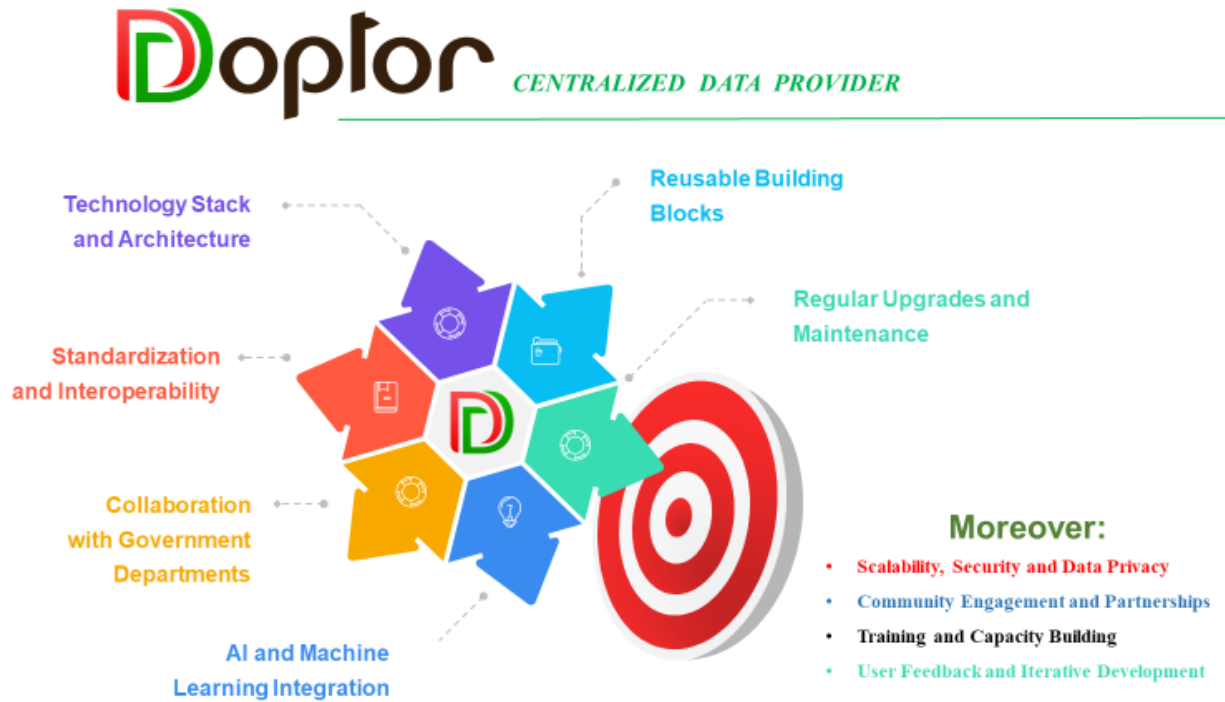 Doptor CENTRALIZED DATA PROVIDER
Technology Stack
and Architecture
Reusable Building
Blocks
Regular Upgrades and
Maintenance
Standardization
and Interoperability
D
Collaboration
with Government
Departments
AI and Machine
Learning Integration
Moreover:
• Scalability, Security and Data Privacy
• Community Engagement and Partnerships
• Training and Capacity Building
• User Feedback and Iterative Development